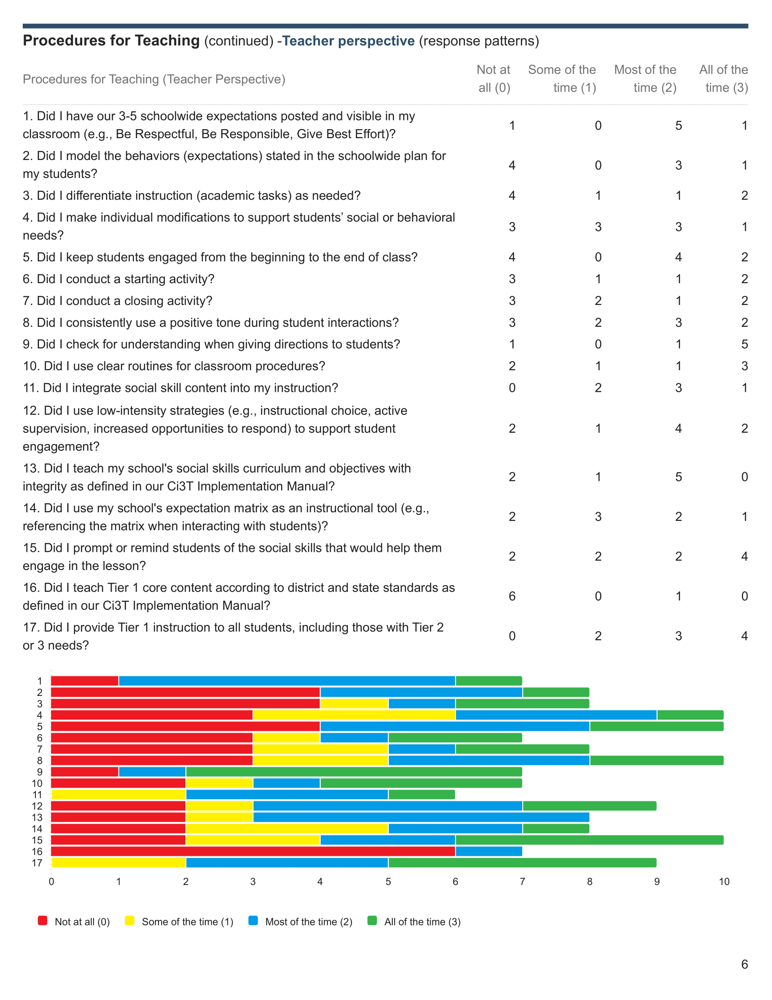 Procedures for Teaching (continued) -Teacher perspective (response patterns)
Procedures for Teaching (Teacher Perspective)
Not at all (0)
Some of the time (1)
Most of the time (2)
All of the time (3)
1. Did I have our 3-5 schoolwide expectations posted and visible in my
classroom (e.g., Be Respectful, Be Responsible, Give Best Effort)?
1 0 5 1
2. Did I model the behaviors (expectations) stated in the schoolwide plan for
my students?
4 0 3 1
3. Did I differentiate instruction (academic tasks) as needed? 4 1 1 2
4. Did I make individual modifications to support students’ social or behavioral
needs?
3 3 3 1
5. Did I keep students engaged from the beginning to the end of class? 4 0 4 2
6. Did I conduct a starting activity? 3 1 1 2
7. Did I conduct a closing activity? 3 2 1 2
8. Did I consistently use a positive tone during student interactions? 3 2 3 2
9. Did I check for understanding when giving directions to students? 1 0 1 5
10. Did I use clear routines for classroom procedures? 2 1 1 3
11. Did I integrate social skill content into my instruction? 0 2 3 1
12. Did I use low-intensity strategies (e.g., instructional choice, active
supervision, increased opportunities to respond) to support student
engagement?
2 1 4 2
13. Did I teach my school's social skills curriculum and objectives with
integrity as defined in our Ci3T Implementation Manual?
2 1 5 0
14. Did I use my school's expectation matrix as an instructional tool (e.g.,
referencing the matrix when interacting with students)?
2 3 2 1
15. Did I prompt or remind students of the social skills that would help them
engage in the lesson?
2 2 2 4
16. Did I teach Tier 1 core content according to district and state standards as
defined in our Ci3T Implementation Manual?
6 0 1 0
17. Did I provide Tier 1 instruction to all students, including those with Tier 2
or 3 needs?
0 2 3 4
1
2
3
4
5
6
7
8
9
10
11
12
13
14
15
16
17
0 1 2 3 4 5 6 7 8 9 10
Not at all (0) Some of the time (1) Most of the time (2) All of the time (3)
6